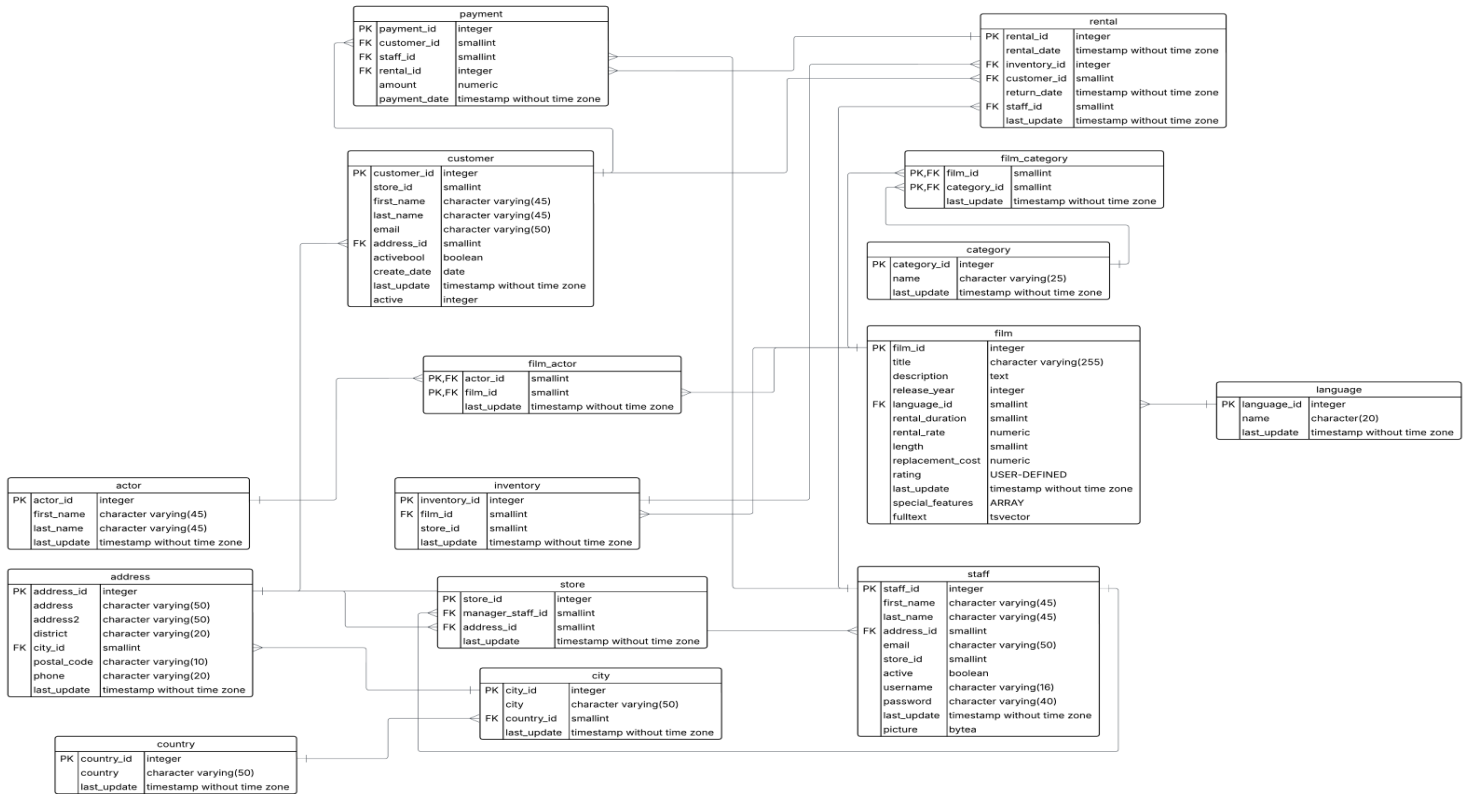 payment
PK payment_id integer
FK customer_id smallint
FK staff_id smallint
FK rental_id integer
amount numeric
payment_date timestamp without time zone
rental
PK rental_id integer
rental_date timestamp without time zone
FK inventory_id integer
FK customer_id smallint
return_date timestamp without time zone
FK staff_id smallint
last_update timestamp without time zone
customer
PK customer_id integer
store_id smallint
first_name character varying(45)
last_name character varying(45)
email character varying(50)
FK address_id smallint
activebool boolean
create_date date
last_update timestamp without time zone
active integer
film_category
PK,FK film_id smallint
PK,FK category_id smallint
last_update timestamp without time zone
category
PK category_id integer
name character varying(25)
last_update timestamp without time zone
film
PK film_id integer
title character varying(255)
description text
release_year integer
FK language_id smallint
rental_duration smallint
rental_rate numeric
length smallint
replacement_cost numeric
rating USER-DEFINED
last_update timestamp without time zone
special_features ARRAY
fulltext tsvector
film_actor
PK,FK actor_id smallint
PK,FK film_id smallint
last_update timestamp without time zone
language
PK language_id integer
name character(20)
last_update timestamp without time zone
actor
PK actor_id integer
first_name character varying(45)
last_name character varying(45)
last_update timestamp without time zone
inventory
PK inventory_id integer
FK film_id smallint
store_id smallint
last_update timestamp without time zone
address
PK address_id integer
address character varying(50)
address2 character varying(50)
district character varying(20)
FK city_id smallint
postal_code character varying(10)
phone character varying(20)
last_update timestamp without time zone
store
PK store_id integer
FK manager_staff_id smallint
FK address_id smallint
last_update timestamp without time zone
staff
PK staff_id integer
first_name character varying(45)
last_name character varying(45)
FK address_id smallint
email character varying(50)
store_id smallint
active boolean
username character varying(16)
password character varying(40)
last_update timestamp without time zone
picture bytea
city
PK city_id integer
city character varying(50)
FK country_id smallint
last_update timestamp without time zone
country
PK country_id integer
country character varying(50)
last_update timestamp without time zone